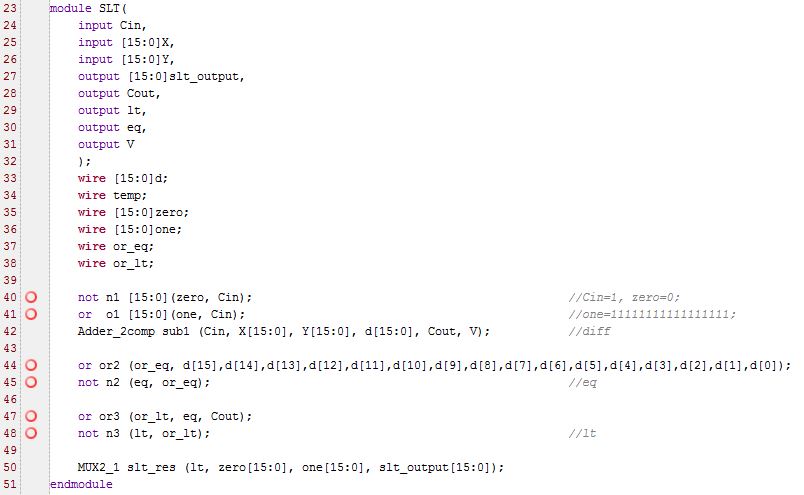 23 module SLT(
24 input Cin,
25 input [15:0]X,
26 input [15:0]Y,
27 output [15:0]slt_output,
28 output Cout,
29 output lt,
30 output eq,
31 output V
32 );
33 wire [15:0]d;
34 wire temp;
35 wire [15:0]zero;
36 wire [15:0]one;
37 wire or_eq;
38 wire or_lt;
39
40 not n1 [15:0](zero, Cin); //Cin=1, zero=0;
41 or o1 [15:0](one, Cin); //one=1111111111111111;
42 Adder_2comp sub1 (Cin, X[15:0], Y[15:0], d[15:0], Cout, V); //diff
43
44 or or2 (or_eq, d[15],d[14],d[13],d[12],d[11],d[10],d[9],d[8],d[7],d[6],d[5],d[4],d[3],d[2],d[1],d[0]);
45 not n2 (eq, or_eq); //eq
46
47 or or3 (or_lt, eq, Cout);
48 not n3 (lt, or_lt); //lt
49
50 MUX2_1 slt_res (lt, zero[15:0], one[15:0], slt_output[15:0]);
51 endmodule